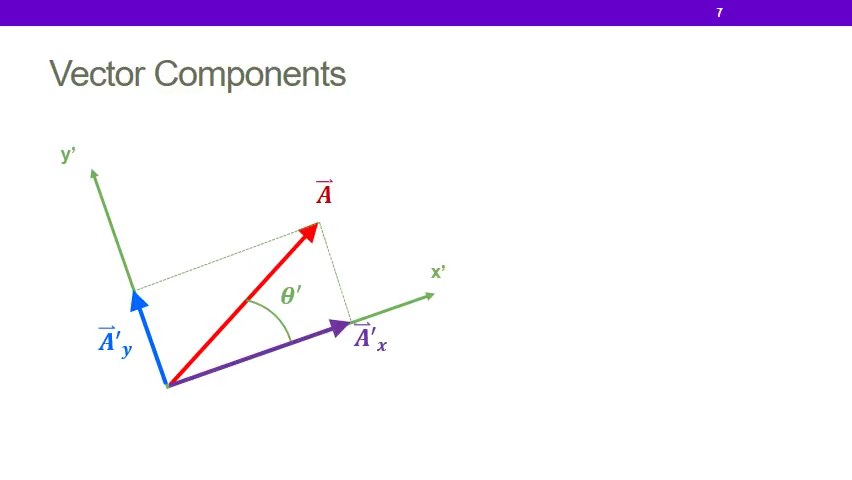 7
Vector Components
y’
A⃗
x’
θ′
A⃗′y
A⃗′x